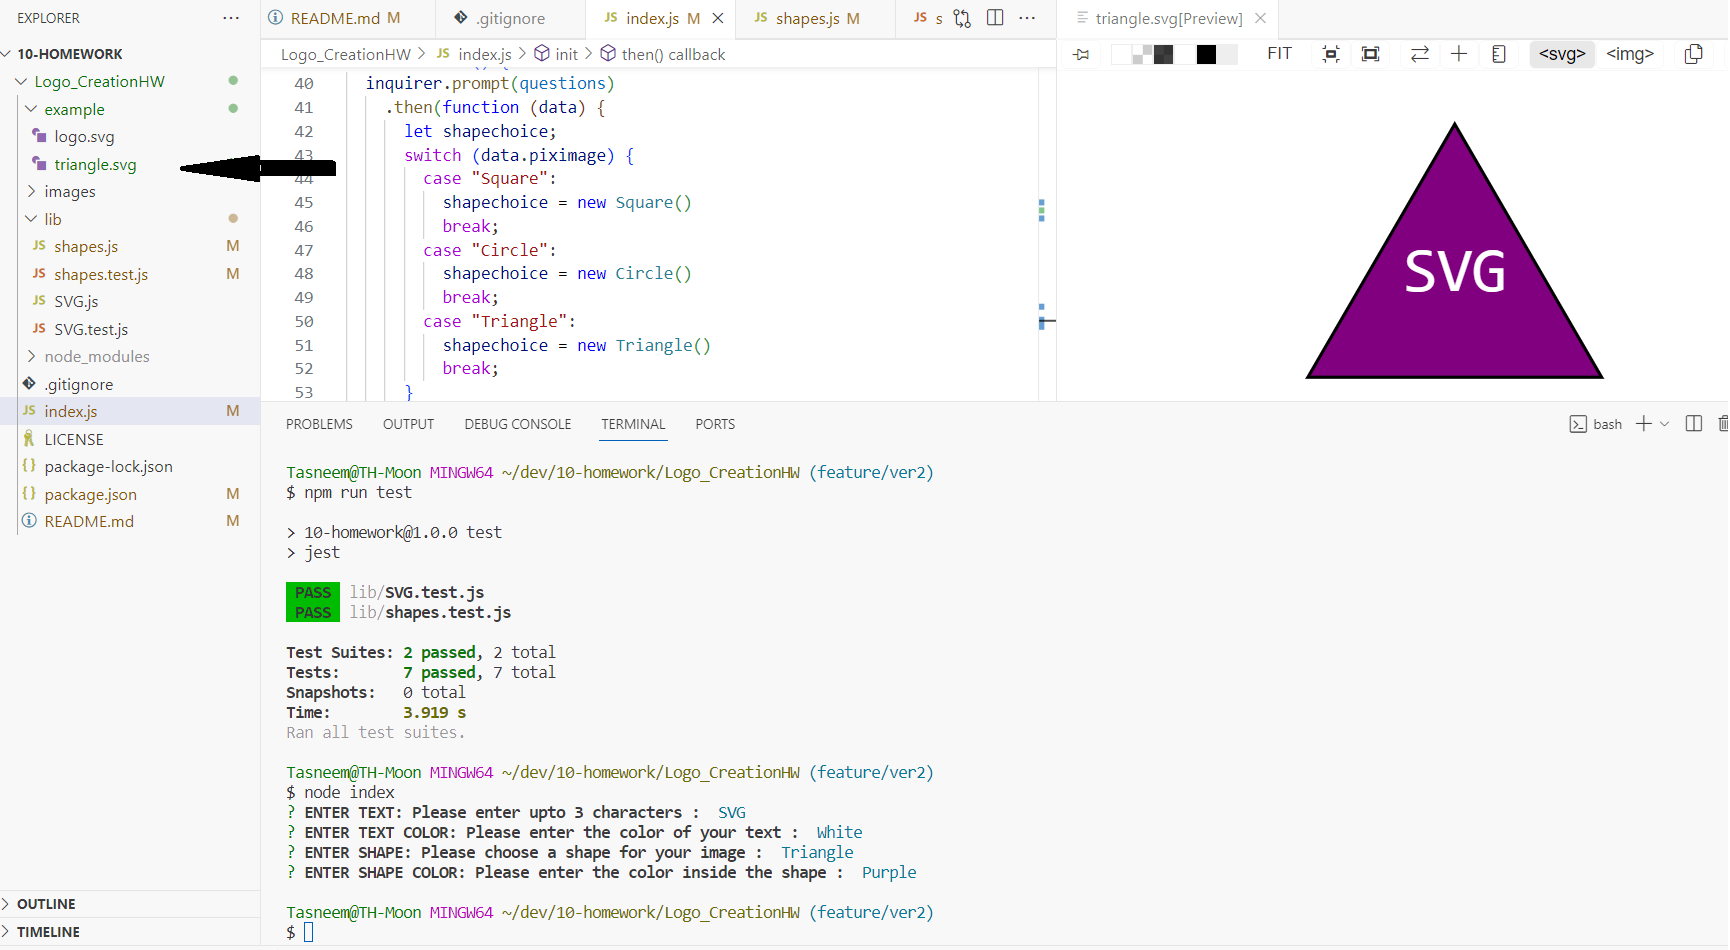 EXPLORER
10-HOMEWORK
Logo_CreationHW
example
logo.svg
triangle.svg
images
lib
JS shapes.js M
JS shapes.test.js M
JS SVG.js
JS SVG.test.js
node_modules
.gitignore
JS index.js M
LICENSE
{} package-lock.json
{} package.json M
README.md M
OUTLINE
TIMELINE
README.md M
.gitignore
JS index.js M
JS shapes.js M
JS s
Logo_CreationHW > JS index.js > init > then() callback
40 inquirer.prompt(questions)
41 .then(function (data) {
42 let shapechoice;
43 switch (data.piximage) {
44 case "Square":
45 shapechoice = new Square()
46 break;
47 case "Circle":
48 shapechoice = new Circle()
49 break;
50 case "Triangle":
51 shapechoice = new Triangle()
52 break;
53 }
triangle.svg[Preview]
FIT
<svg>
<img>
SVG
PROBLEMS OUTPUT DEBUG CONSOLE TERMINAL PORTS
bash
Tasneem@TH-Moon MINGW64 ~/dev/10-homework/Logo_CreationHW (feature/ver2)
$ npm run test
> 10-homework@1.0.0 test
> jest
PASS lib/SVG.test.js
PASS lib/shapes.test.js
Test Suites: 2 passed, 2 total
Tests: 7 passed, 7 total
Snapshots: 0 total
Time: 3.919 s
Ran all test suites.
Tasneem@TH-Moon MINGW64 ~/dev/10-homework/Logo_CreationHW (feature/ver2)
$ node index
? ENTER TEXT: Please enter upto 3 characters : SVG
? ENTER TEXT COLOR: Please enter the color of your text : White
? ENTER SHAPE: Please choose a shape for your image : Triangle
? ENTER SHAPE COLOR: Please enter the color inside the shape : Purple
Tasneem@TH-Moon MINGW64 ~/dev/10-homework/Logo_CreationHW (feature/ver2)
$